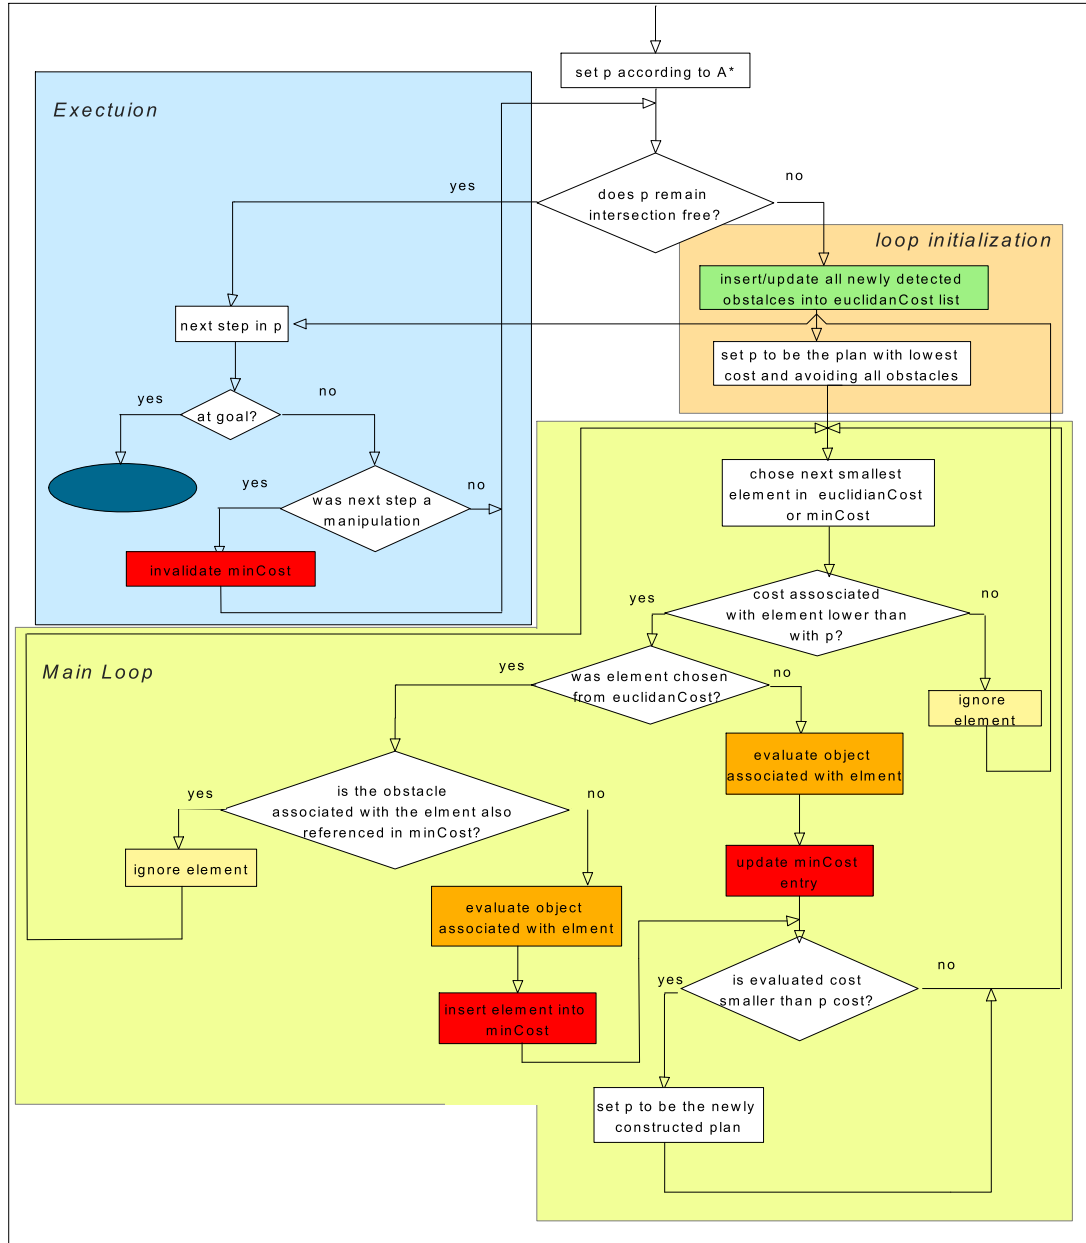 set p according to A*
Exectuion
does p remain
intersection free?
yes
no
loop initialization
insert/update all newly detected
obstalces into euclidanCost list
next step in p
set p to be the plan with lowest
cost and avoiding all obstacles
at goal?
yes
no
was next step a
manipulation
yes
no
invalidate minCost
chose next smallest
element in euclidianCost
or minCost
cost assosciated
with element lower than
with p?
yes
no
Main Loop
was element chosen
from euclidanCost?
yes
no
ignore
element
evaluate object
associated with elment
is the obstacle
associated with the elment also
referenced in minCost?
yes
no
ignore element
update minCost
entry
evaluate object
associated with elment
is evaluated cost
smaller than p cost?
yes
no
insert element into
minCost
set p to be the newly
constructed plan